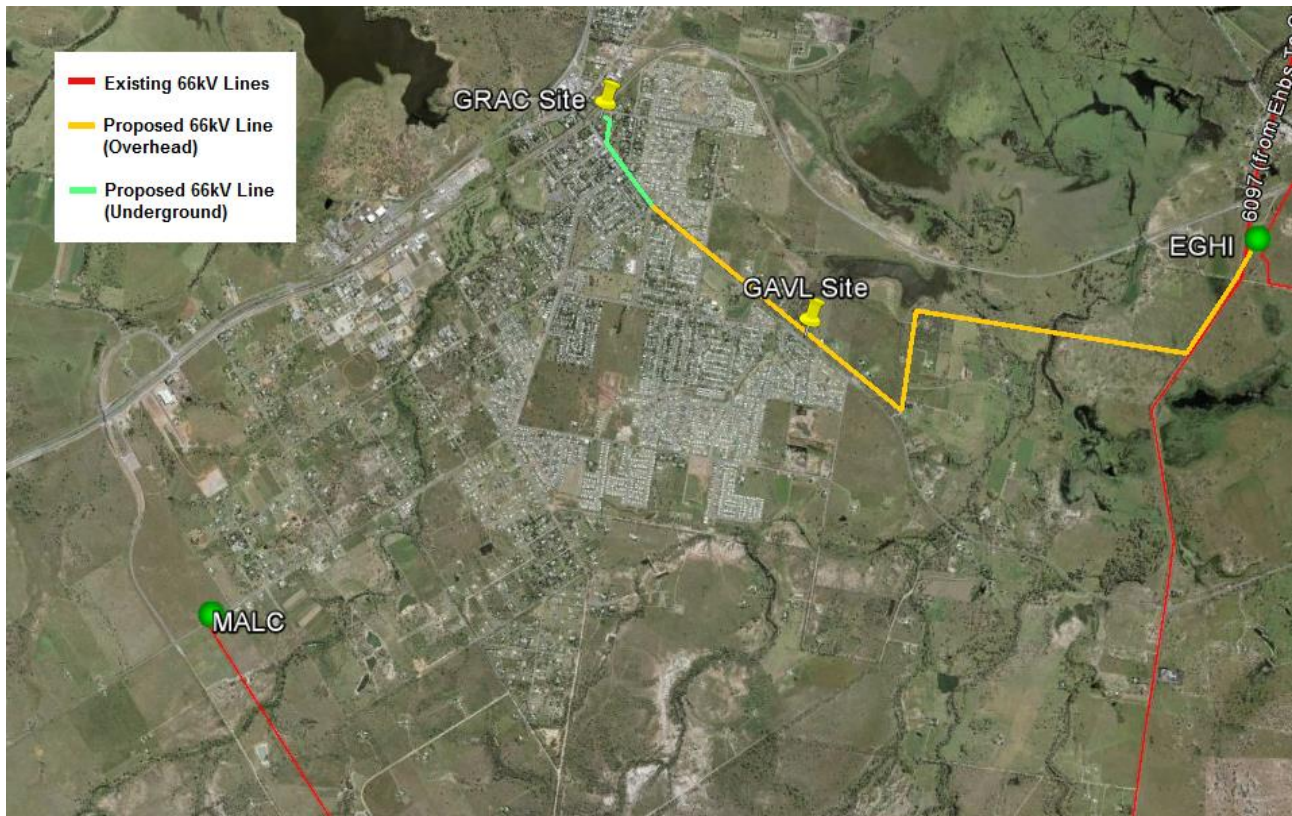 Existing 66kV Lines
Proposed 66kV Line
(Overhead)
Proposed 66kV Line
(Underground)
GRAC Site
GAVL Site
EGHI
6097 (from Ehbs Tee
MALC